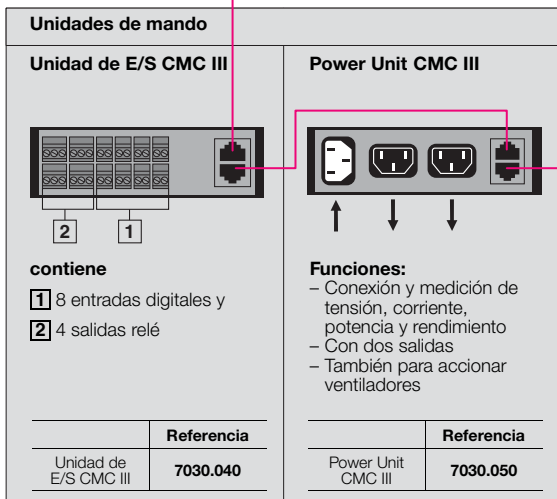 Unidades de mando
Unidad de E/S CMC III
2
1
contiene
1 8 entradas digitales y
2 4 salidas relé
Referencia
Unidad de
E/S CMC III
7030.040
Power Unit CMC III
Funciones:
– Conexión y medición de
tensión, corriente,
potencia y rendimiento
– Con dos salidas
– También para accionar
ventiladores
Referencia
Power Unit
CMC III
7030.050